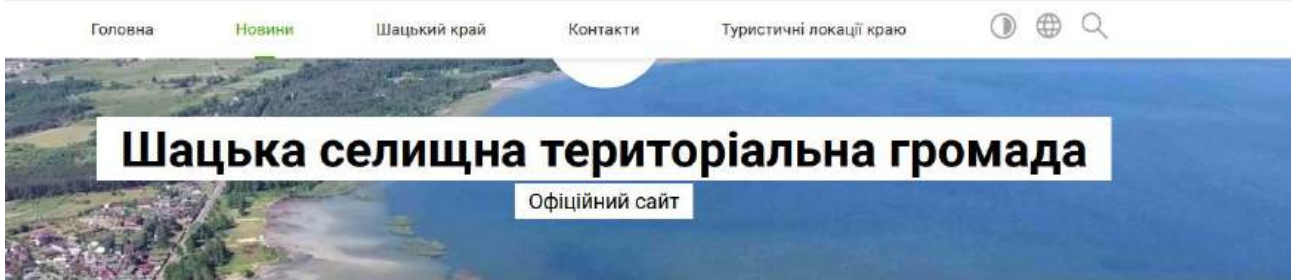 Головна Новини Шацький край Контакти Туристичні локації краю
Шацька селищна територіальна громада
Офіційний сайт